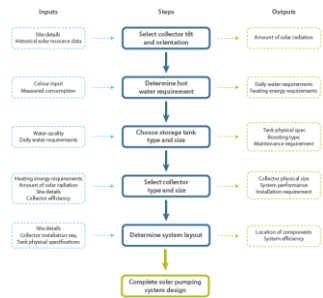 Inputs
Steps
Outputs
Site details
Historical solar resource data
Select collector tilt
and orientation
Amount of solar radiation
Colour input
Measured consumption
Determine hot
water requirement
Daily water requirements
heating energy requirements
Water quality
Daily water requirements
Choose storage tank
type and size
Tank physical spec
Boosting type
Maintenance requirement
Heating energy requirements
Amount of solar radiation
Site details
Collector efficiency
Select collector
type and size
Collector physical size
System performance
Installation requirement
Site details
Collector installation req.
Tank physical specifications
Determine system layout
Location of components
System efficiency
Complete solar pumping
system design